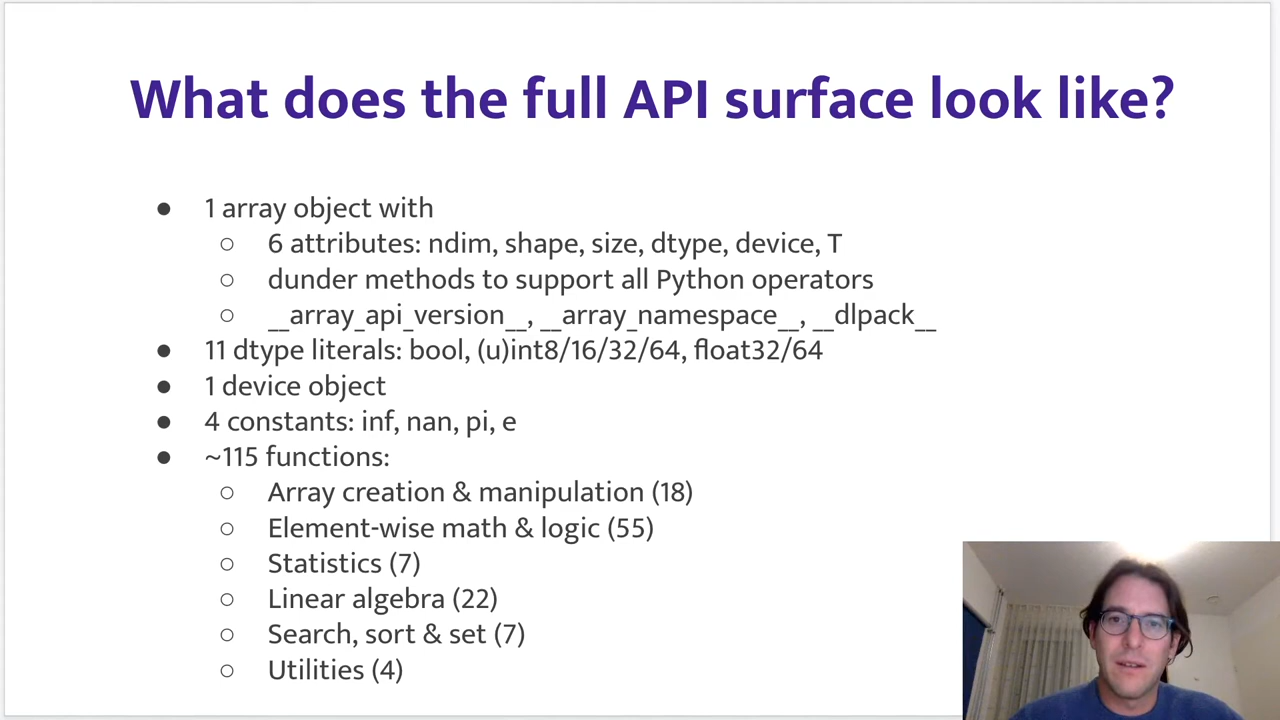 What does the full API surface look like?
● 1 array object with
○ 6 attributes: ndim, shape, size, dtype, device, T
○ dunder methods to support all Python operators
○ __array_api_version__, __array_namespace__, __dlpack__
● 11 dtype literals: bool, (u)int8/16/32/64, float32/64
● 1 device object
● 4 constants: inf, nan, pi, e
● ~115 functions:
○ Array creation & manipulation (18)
○ Element-wise math & logic (55)
○ Statistics (7)
○ Linear algebra (22)
○ Search, sort & set (7)
○ Utilities (4)